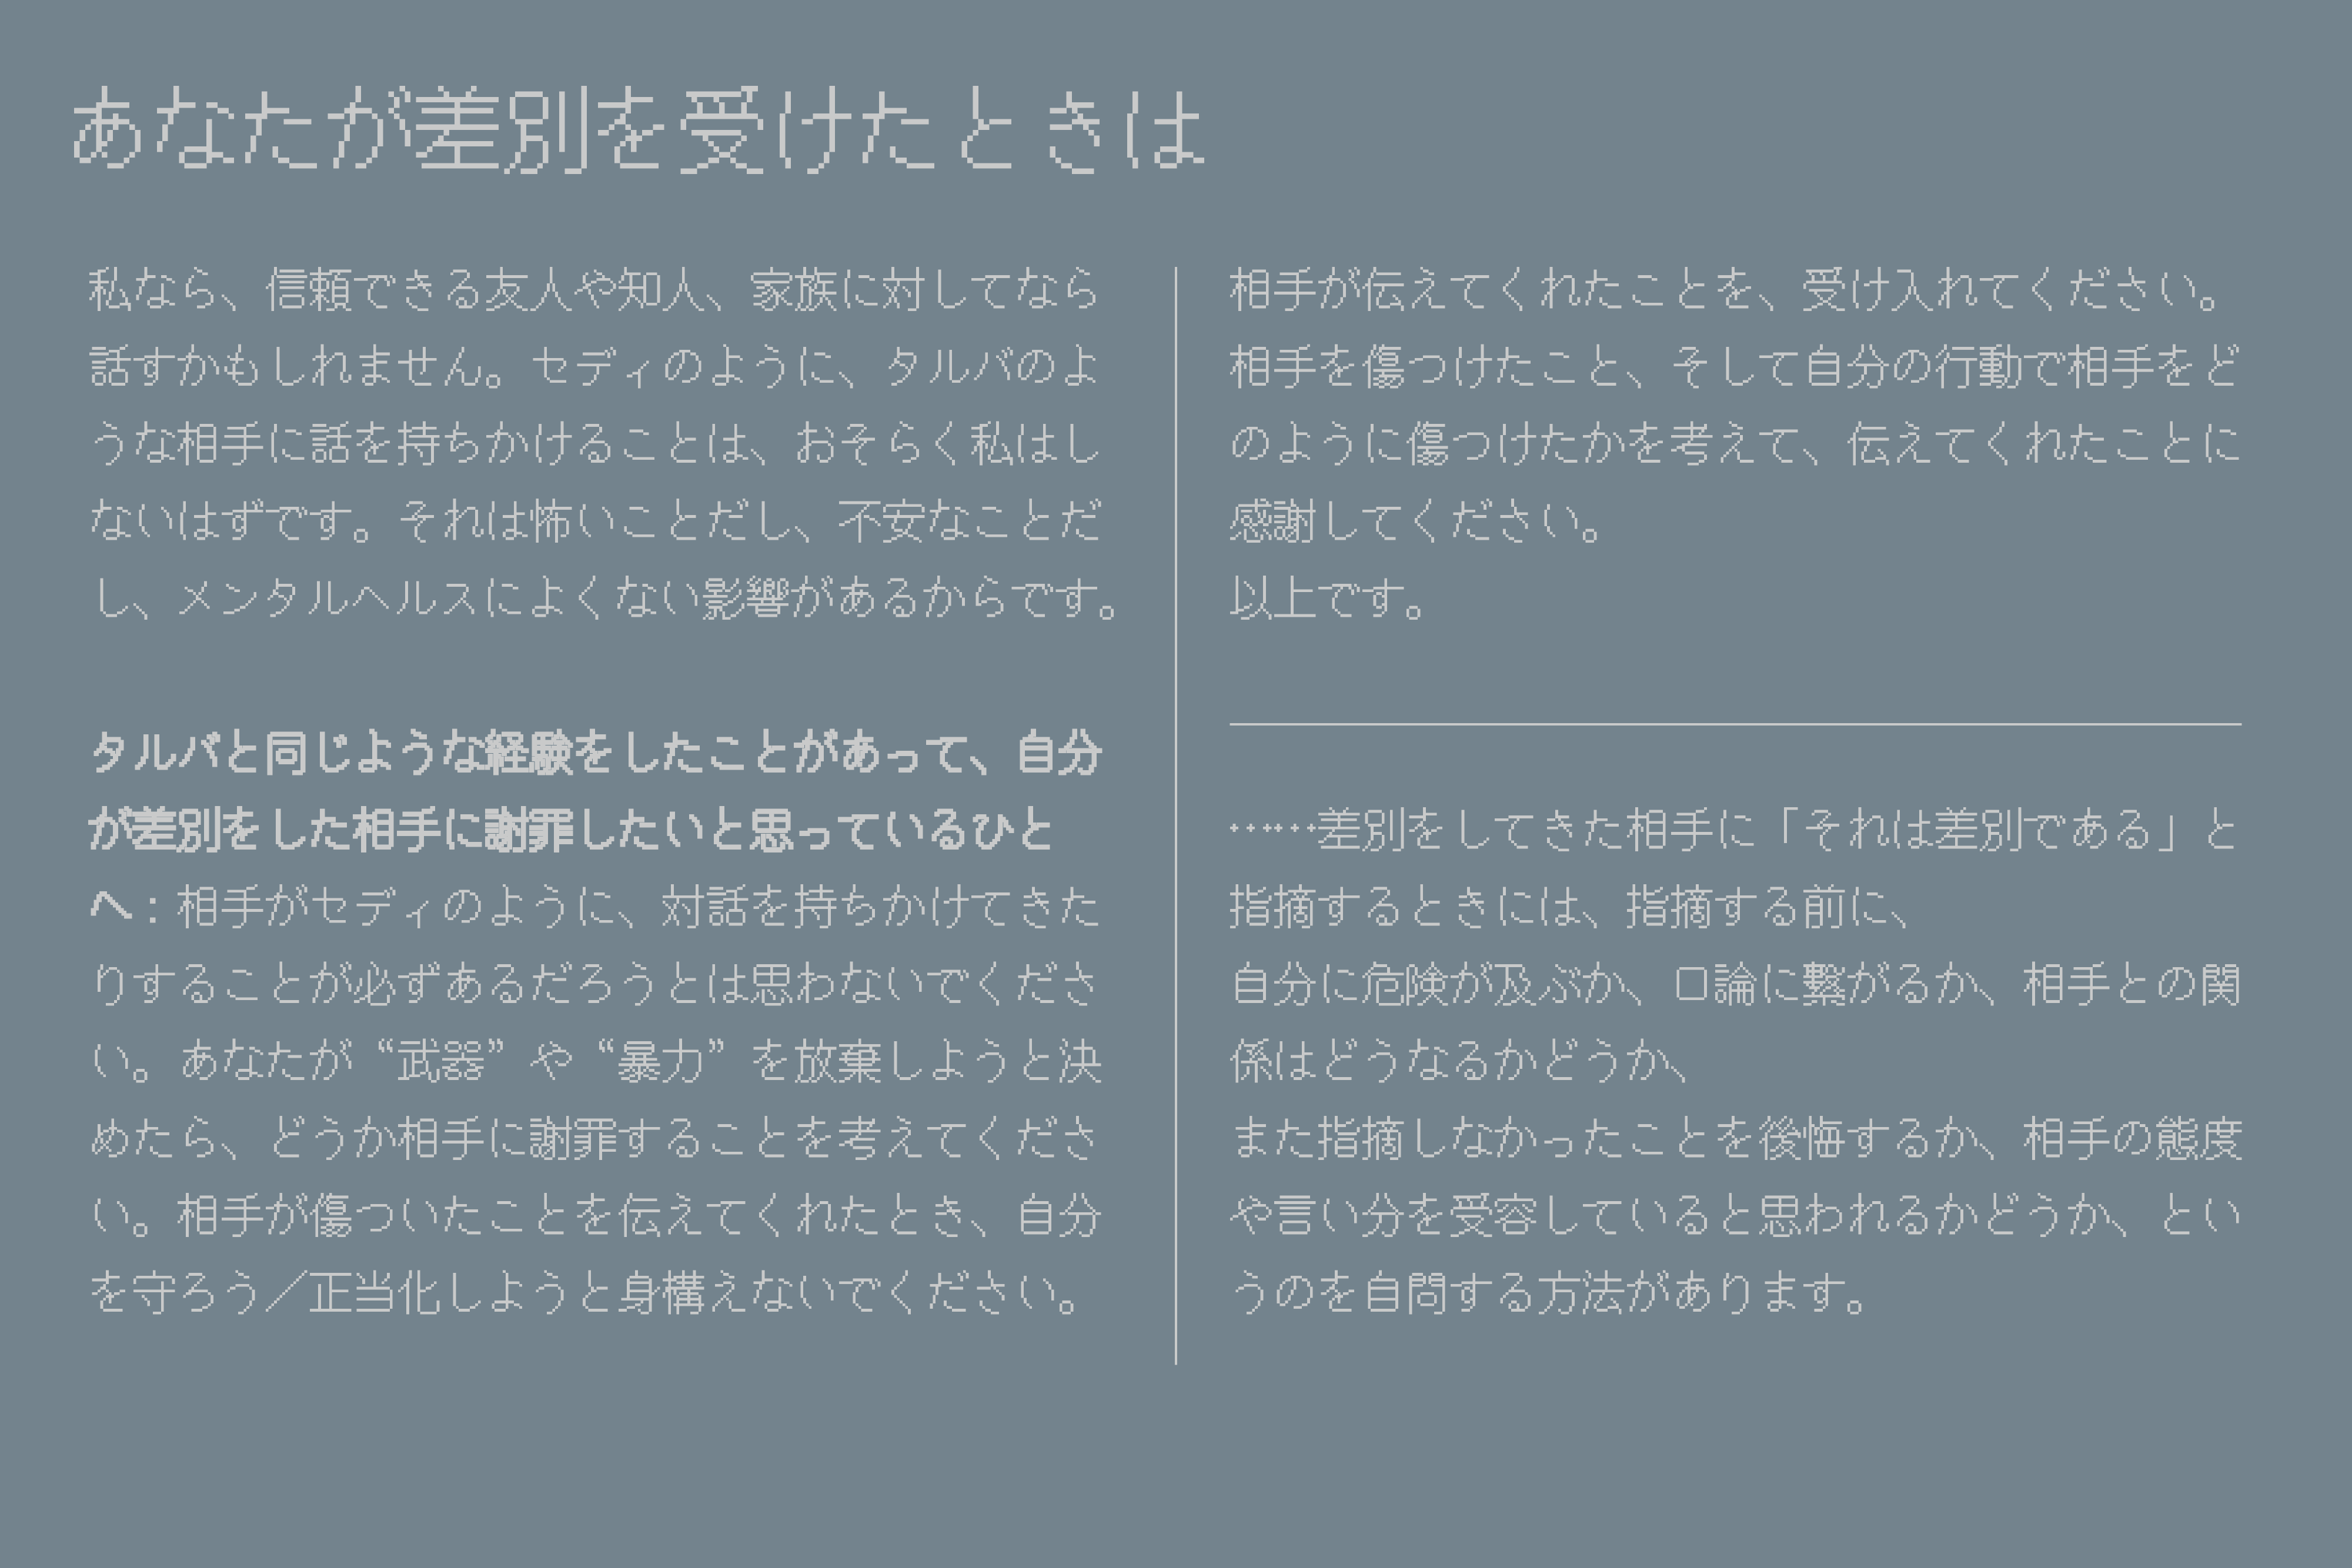 あなたが差別を受けたときは
私なら、信頼できる友人や知人、家族に対してなら
話すかもしれません。セディのように、タルパのよ
うな相手に話を持ちかけることは、おそらく私はし
ないはずです。それは怖いことだし、不安なことだ
し、メンタルヘルスによくない影響があるからです。
タルパと同じような経験をしたことがあって、自分
が差別をした相手に謝罪したいと思っているひと
へ：相手がセディのように、対話を持ちかけてきた
りすることが必ずあるだろうとは思わないでくださ
い。あなたが“武器”や“暴力”を放棄しようと決
めたら、どうか相手に謝罪することを考えてくださ
い。相手が傷ついたことを伝えてくれたとき、自分
を守ろう／正当化しようと身構えないでください。
相手が伝えてくれたことを、受け入れてください。
相手を傷つけたこと、そして自分の行動で相手をど
のように傷つけたかを考えて、伝えてくれたことに
感謝してください。
以上です。
……差別をしてきた相手に「それは差別である」と
指摘するときには、指摘する前に、
自分に危険が及ぶか、口論に繋がるか、相手との関
係はどうなるかどうか、
また指摘しなかったことを後悔するか、相手の態度
や言い分を受容していると思われるかどうか、とい
うのを自問する方法があります。